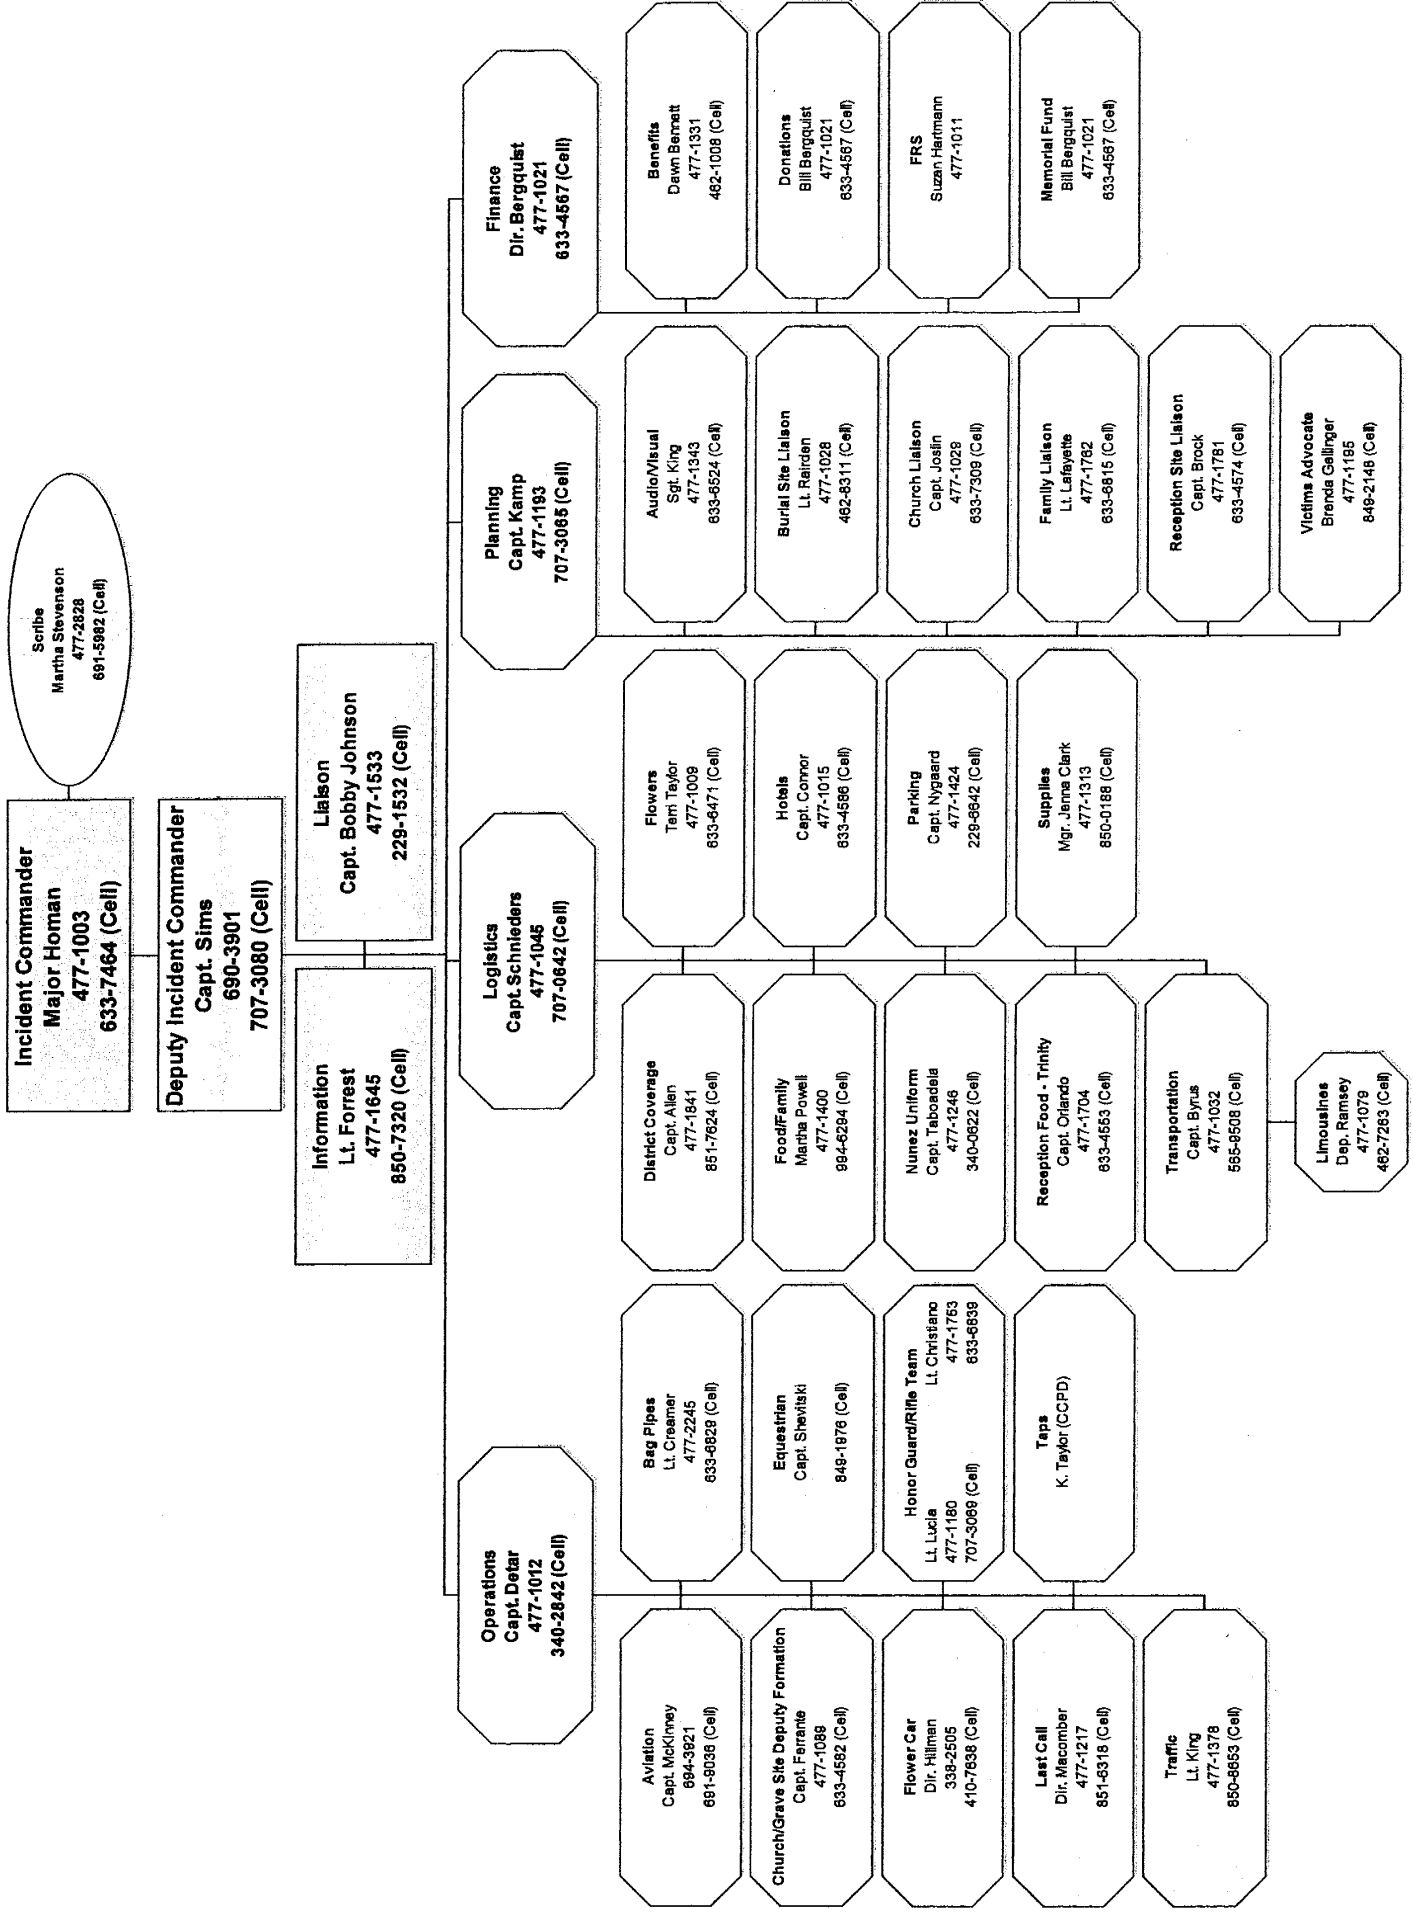 Incident Commander
Major Homan
477-1003
633-7464 (Cell)
Scribe
Martha Stevenson
477-2828
691-5982 (Cell)
Deputy Incident Commander
Capt. Sims
690-3901
707-3080 (Cell)
Information
Lt. Forrest
477-1645
850-7320 (Cell)
Liaison
Capt. Bobby Johnson
477-1533
229-1532 (Cell)
Operations
Capt. Detar
477-1012
340-2842 (Cell)
Logistics
Capt. Schnieders
477-1045
707-0642 (Cell)
Planning
Capt. Kamp
477-1193
707-3065 (Cell)
Finance
Dir. Bergquist
477-1021
633-4567 (Cell)
Aviation
Capt. McKinney
694-3921
691-9036 (Cell)
Church/Grave Site Deputy Formation
Capt. Ferrante
477-1089
633-4582 (Cell)
Flower Car
Dir. Hillman
338-2505
410-7638 (Cell)
Last Call
Dir. Macomber
477-1217
851-6318 (Cell)
Traffic
Lt. King
477-1378
850-8653 (Cell)
Bag Pipes
Lt. Creamer
477-2245
633-6829 (Cell)
Equestrian
Capt. Shevitski
849-1976 (Cell)
Honor Guard/Rifle Team
Lt. Lucia Lt. Christiano
477-1180 477-1753
707-3069 (Cell) 633-6839
Taps
K. Taylor (CCPD)
District Coverage
Capt. Allen
477-1841
851-7624 (Cell)
Food/Family
Martha Powell
477-1400
994-6294 (Cell)
Nunez Uniform
Capt. Taboadela
477-1246
340-0622 (Cell)
Reception Food - Trinity
Capt. Orlando
477-1704
633-4553 (Cell)
Transportation
Capt. Byrus
477-1032
565-9508 (Cell)
Limousines
Dep. Ramsey
477-1079
462-7263 (Cell)
Flowers
Terri Taylor
477-1009
633-6471 (Cell)
Hotels
Capt. Connor
477-1015
633-4586 (Cell)
Parking
Capt. Nygaard
477-1424
229-6642 (Cell)
Supplies
Mgr. Jenna Clark
477-1313
850-0188 (Cell)
Audio/Visual
Sgt. King
477-1343
633-6524 (Cell)
Burial Site Liaison
Lt. Rairden
477-1028
462-8311 (Cell)
Church Liaison
Capt. Joslin
477-1029
633-7309 (Cell)
Family Liaison
Lt. Lafayette
477-1762
633-6815 (Cell)
Reception Site Liaison
Capt. Brock
477-1781
633-4574 (Cell)
Victims Advocate
Brenda Gellinger
477-1195
849-2146 (Cell)
Benefits
Dawn Bennett
477-1331
462-1008 (Cell)
Donations
Bill Bergquist
477-1021
633-4567 (Cell)
FRS
Suzan Hartmann
477-1011
Memorial Fund
Bill Bergquist
477-1021
633-4567 (Cell)